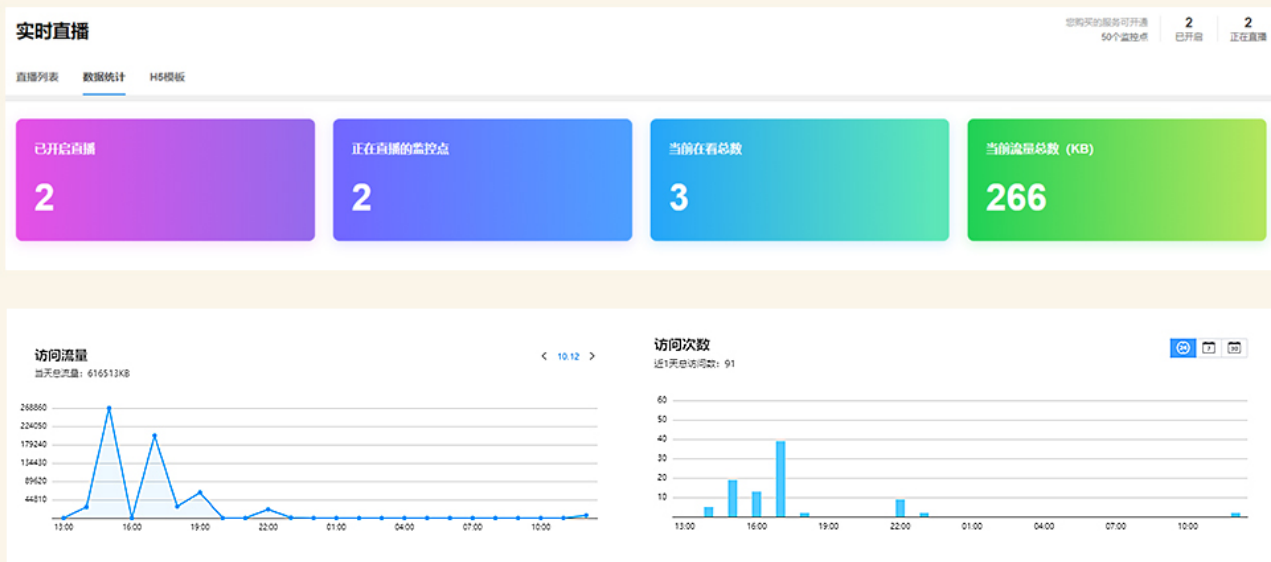 实时直播
您购买的服务可开通
50个监控点
2
已开启
2
正在直播
直播列表 数据统计 H5模板
已开启直播
2
正在直播的监控点
2
当前在看总数
3
当前流量总数（KB）
266
访问流量
当天总流量：616513KB
10.12
268860
224050
179240
134430
89620
44810
13:00 16:00 19:00 22:00 01:00 04:00 07:00 10:00
访问次数
近1天总访问数：91
24 7 30
60
50
40
30
20
10
13:00 16:00 19:00 22:00 01:00 04:00 07:00 10:00